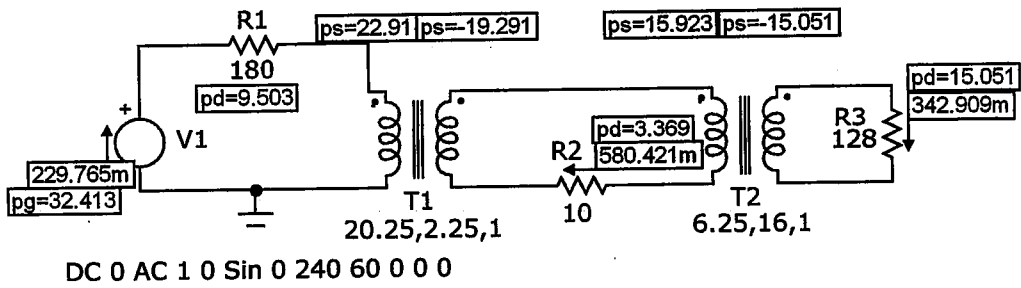 R1
180
pd=9.503
ps=22.91
ps=-19.291
ps=15.923
ps=-15.051
+
V1
229.765m
pg=32.413
T1
20.25,2.25,1
R2
10
pd=3.369
580.421m
T2
6.25,16,1
R3
128
pd=15.051
342.909m
DC 0 AC 1 0 Sin 0 240 60 0 0 0